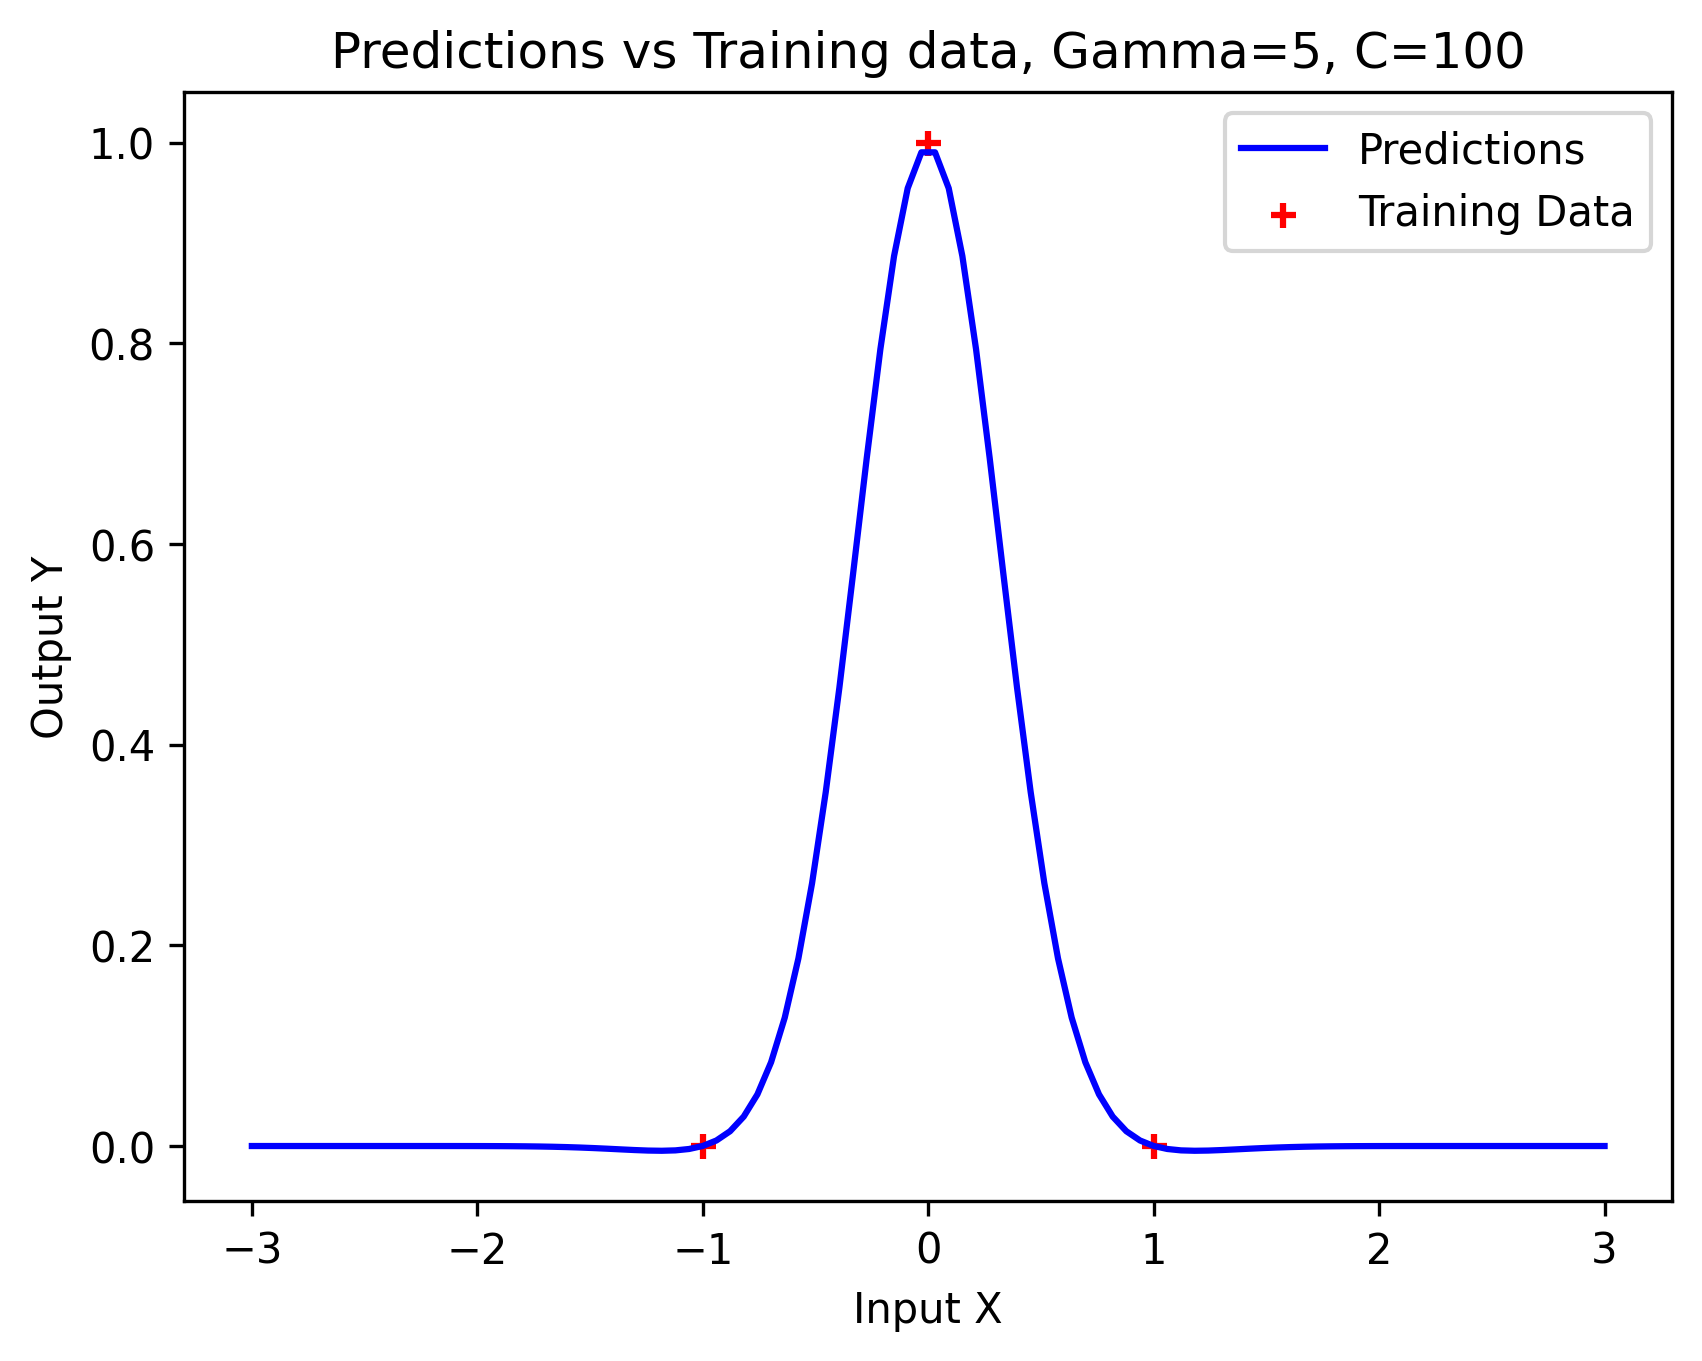 Predictions vs Training data, Gamma=5, C=100
Predictions
Training Data
1.0
0.8
0.6
0.4
0.2
0.0
Output Y
−3 −2 −1 0 1 2 3
Input X